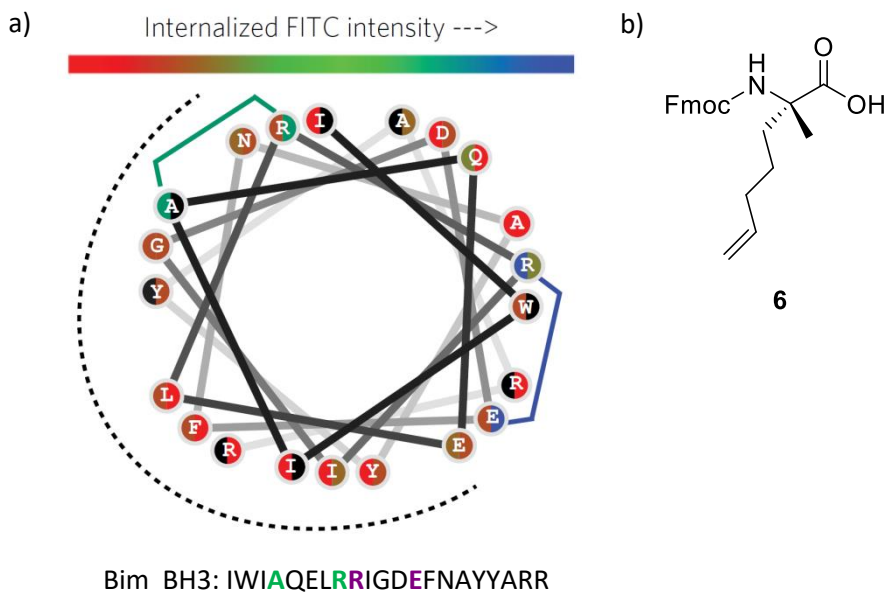 a)
Internalized FITC intensity --->
b)
N
R
I
A
D
Q
A
G
Y
A
R
W
L
F
R
I
I
Y
E
E
R
Fmoc
H
N
O
OH
6
Bim BH3: IWIAQELRRIGDEFNAYYARR